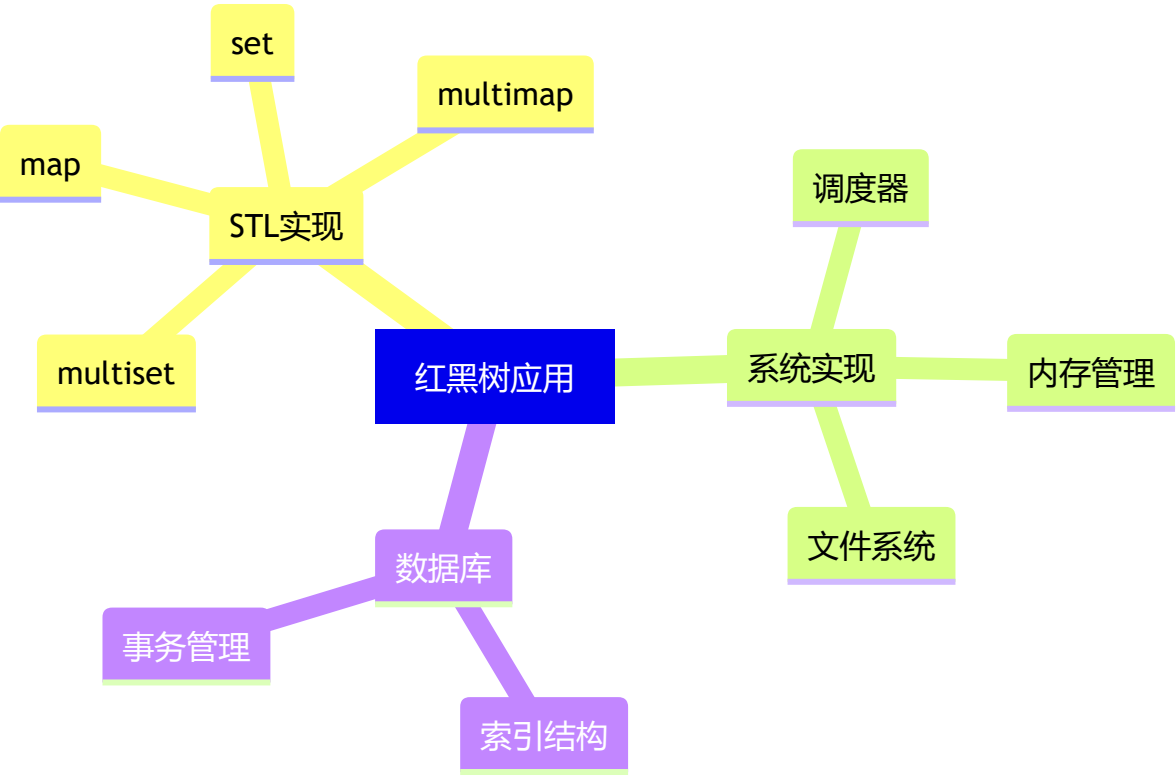 set
multimap
map
STL实现
multiset
红黑树应用
调度器
系统实现
内存管理
文件系统
数据库
事务管理
索引结构